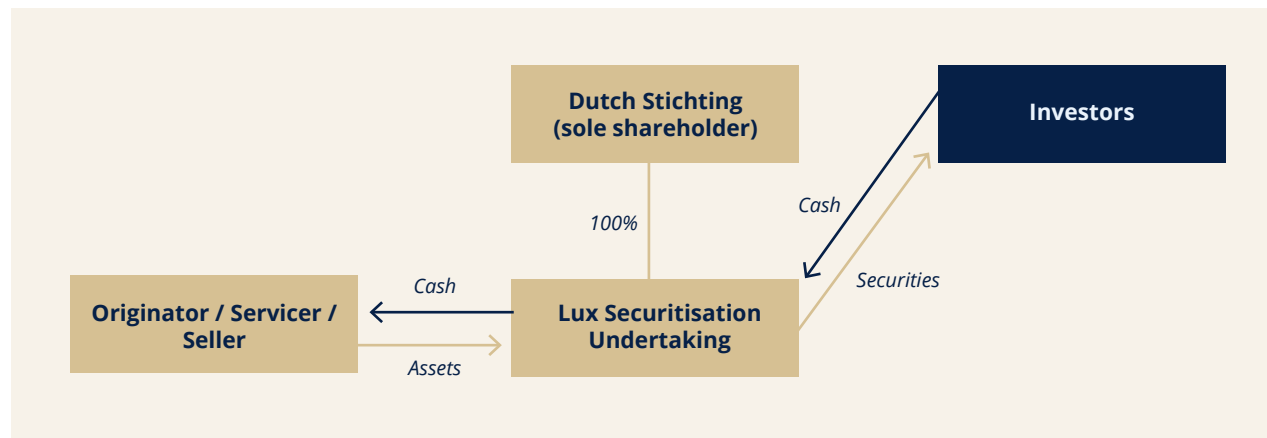 Dutch Stichting
(sole shareholder)
Investors
Cash
100%
Securities
Cash
Originator / Servicer /
Seller
Lux Securitisation
Undertaking
Assets